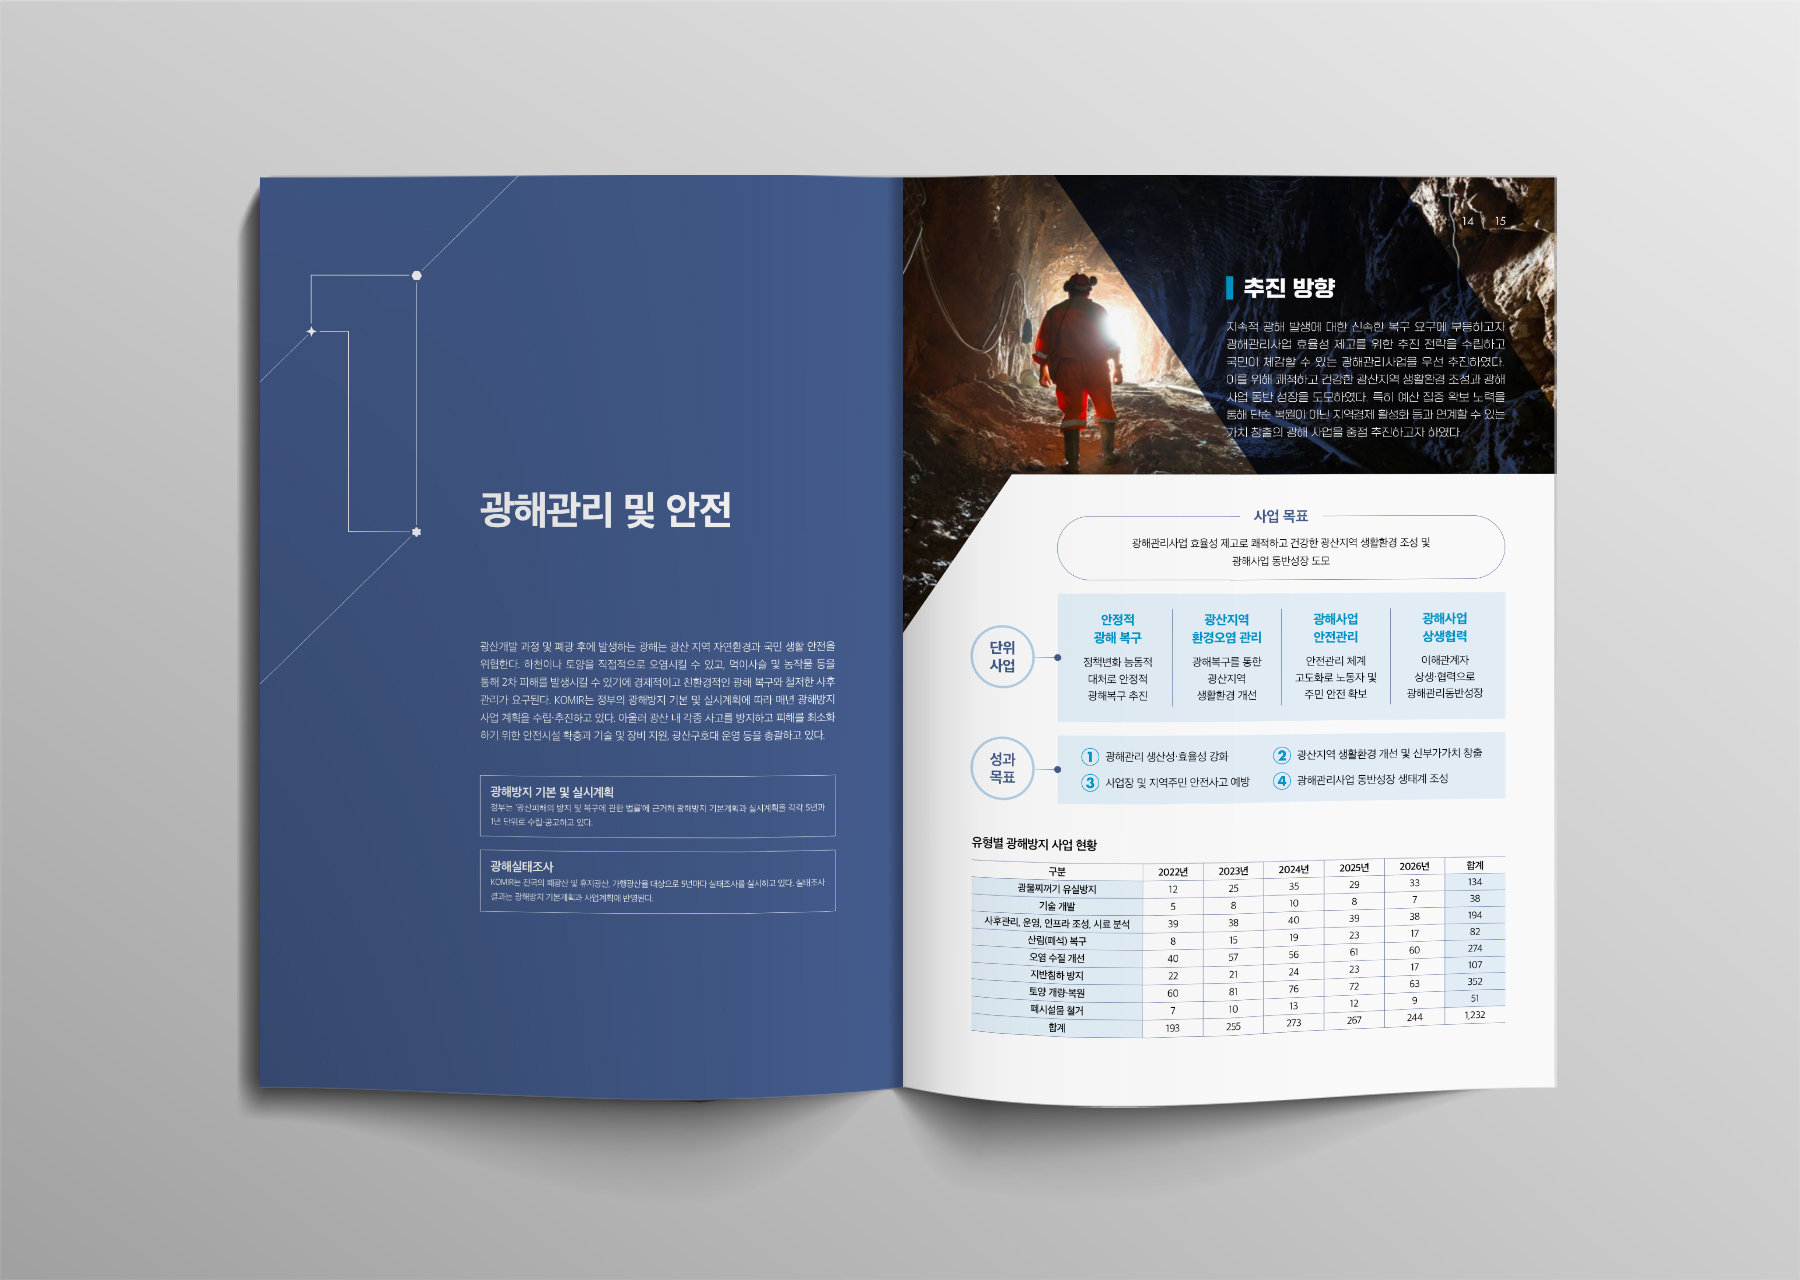 광해관리 및 안전
광산개발 과정 및 폐광 후에 발생하는 광해는 광산 지역 자연환경과 국민 생활 안전을
위협한다. 하천이나 토양을 직접적으로 오염시킬 수 있고, 먹이사슬 및 농작물 등을
통해 2차 피해를 발생시킬 수 있기에 경제적이고 친환경적인 광해 복구와 철저한 사후
관리가 요구된다. KOMIR는 정부의 광해방지 기본 및 실시계획에 따라 매년 광해방지
사업 계획을 수립·추진하고 있다. 아울러 광산 내 각종 사고를 방지하고 피해를 최소화
하기 위한 안전시설 확충과 기술 및 장비 지원, 광산구호대 운영 등을 총괄하고 있다.
광해방지 기본 및 실시계획
정부는 '광산피해의 방지 및 복구에 관한 법률'에 근거해 광해방지 기본계획과 실시계획을 각각 5년과
1년 단위로 수립·공고하고 있다.
광해실태조사
KOMIR는 전국의 폐광산 및 휴지광산, 가행광산을 대상으로 5년마다 실태조사를 실시하고 있다. 실태조사
결과는 광해방지 기본계획과 사업계획에 반영된다.
14 / 15
추진 방향
지속적 광해 발생에 대한 신속한 복구 요구에 부응하고자
광해관리사업 효율성 제고를 위한 추진 전략을 수립하고
국민이 체감할 수 있는 광해관리사업을 우선 추진하였다.
이를 위해 쾌적하고 건강한 광산지역 생활환경 조성과 광해
사업 동반 성장을 도모하였다. 특히 예산 집중 확보 노력을
통해 단순 복원이 아닌 지역경제 활성화 등과 연계할 수 있는
가치 창출의 광해 사업을 중점 추진하고자 하였다.
사업 목표
광해관리사업 효율성 제고로 쾌적하고 건강한 광산지역 생활환경 조성 및
광해사업 동반성장 도모
단위
사업
안정적
광해 복구
정책변화 능동적
대처로 안정적
광해복구 추진
광산지역
환경오염 관리
광해복구를 통한
광산지역
생활환경 개선
광해사업
안전관리
안전관리 체계
고도화로 노동자 및
주민 안전 확보
광해사업
상생협력
이해관계자
상생·협력으로
광해관리동반성장
성과
목표
1 광해관리 생산성·효율성 강화
2 광산지역 생활환경 개선 및 신부가가치 창출
3 사업장 및 지역주민 안전사고 예방
4 광해관리사업 동반성장 생태계 조성
유형별 광해방지 사업 현황
구분 2022년 2023년 2024년 2025년 2026년 합계
광물찌꺼기 유실방지 12 25 35 29 33 134
기술 개발 5 8 10 8 7 38
사후관리, 운영, 인프라 조성, 시료 분석 39 38 40 39 38 194
산림(폐석) 복구 8 15 19 23 17 82
오염 수질 개선 40 57 56 61 60 274
지반침하 방지 22 21 24 23 17 107
토양 개량·복원 60 81 76 72 63 352
폐시설물 철거 7 10 13 12 9 51
합계 193 255 273 267 244 1,232